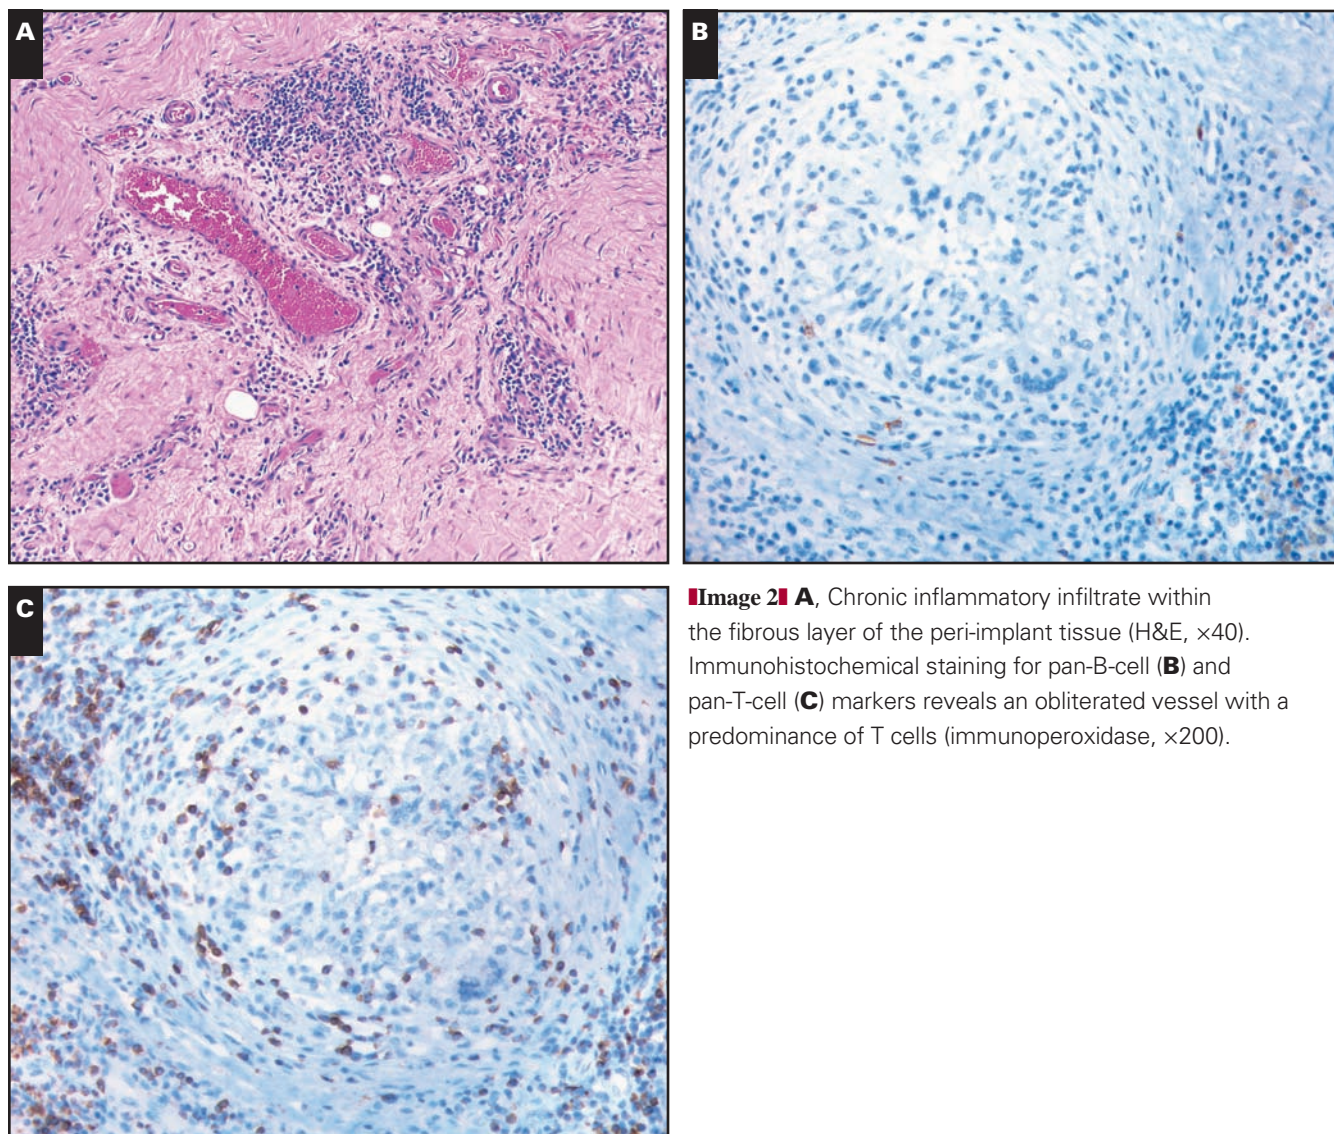 A
B
C
Image 2 A, Chronic inflammatory infiltrate within
the fibrous layer of the peri-implant tissue (H&E, ×40).
Immunohistochemical staining for pan-B-cell (B) and
pan-T-cell (C) markers reveals an obliterated vessel with a
predominance of T cells (immunoperoxidase, ×200).